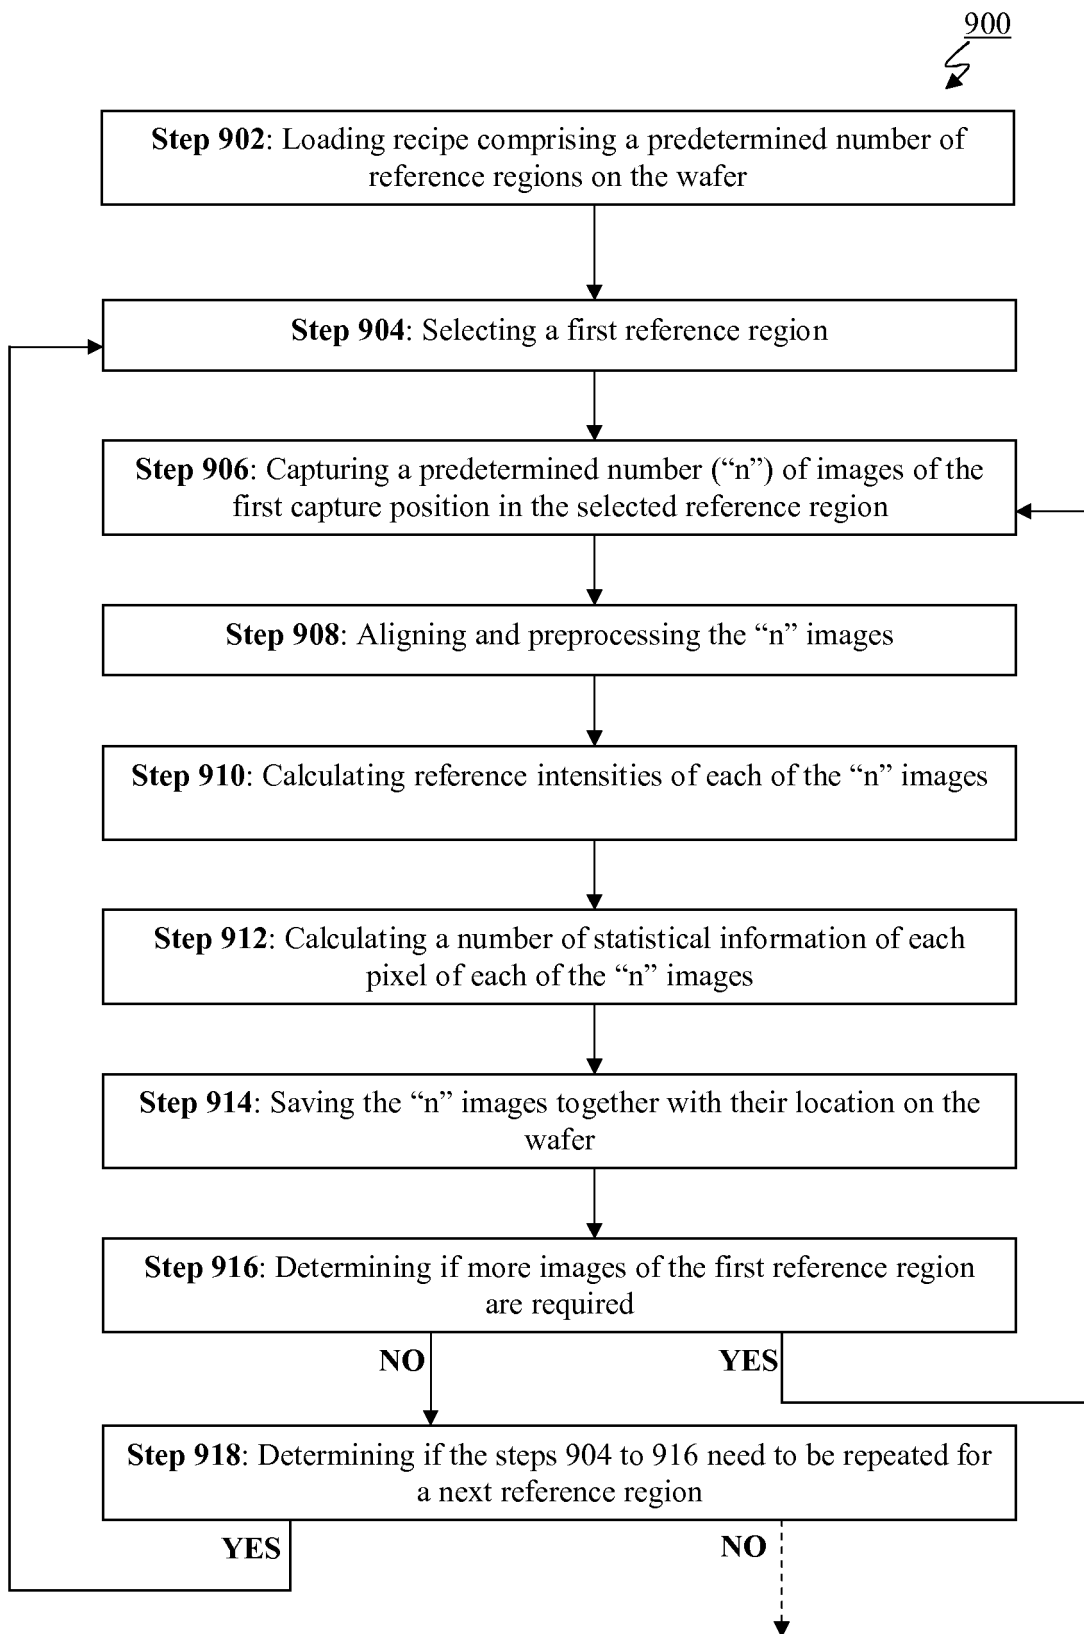 900
Step 902: Loading recipe comprising a predetermined number of
reference regions on the wafer
Step 904: Selecting a first reference region
Step 906: Capturing a predetermined number (“n”) of images of the
first capture position in the selected reference region
Step 908: Aligning and preprocessing the “n” images
Step 910: Calculating reference intensities of each of the “n” images
Step 912: Calculating a number of statistical information of each
pixel of each of the “n” images
Step 914: Saving the “n” images together with their location on the
wafer
Step 916: Determining if more images of the first reference region
are required
NO
YES
Step 918: Determining if the steps 904 to 916 need to be repeated for
a next reference region
YES
NO